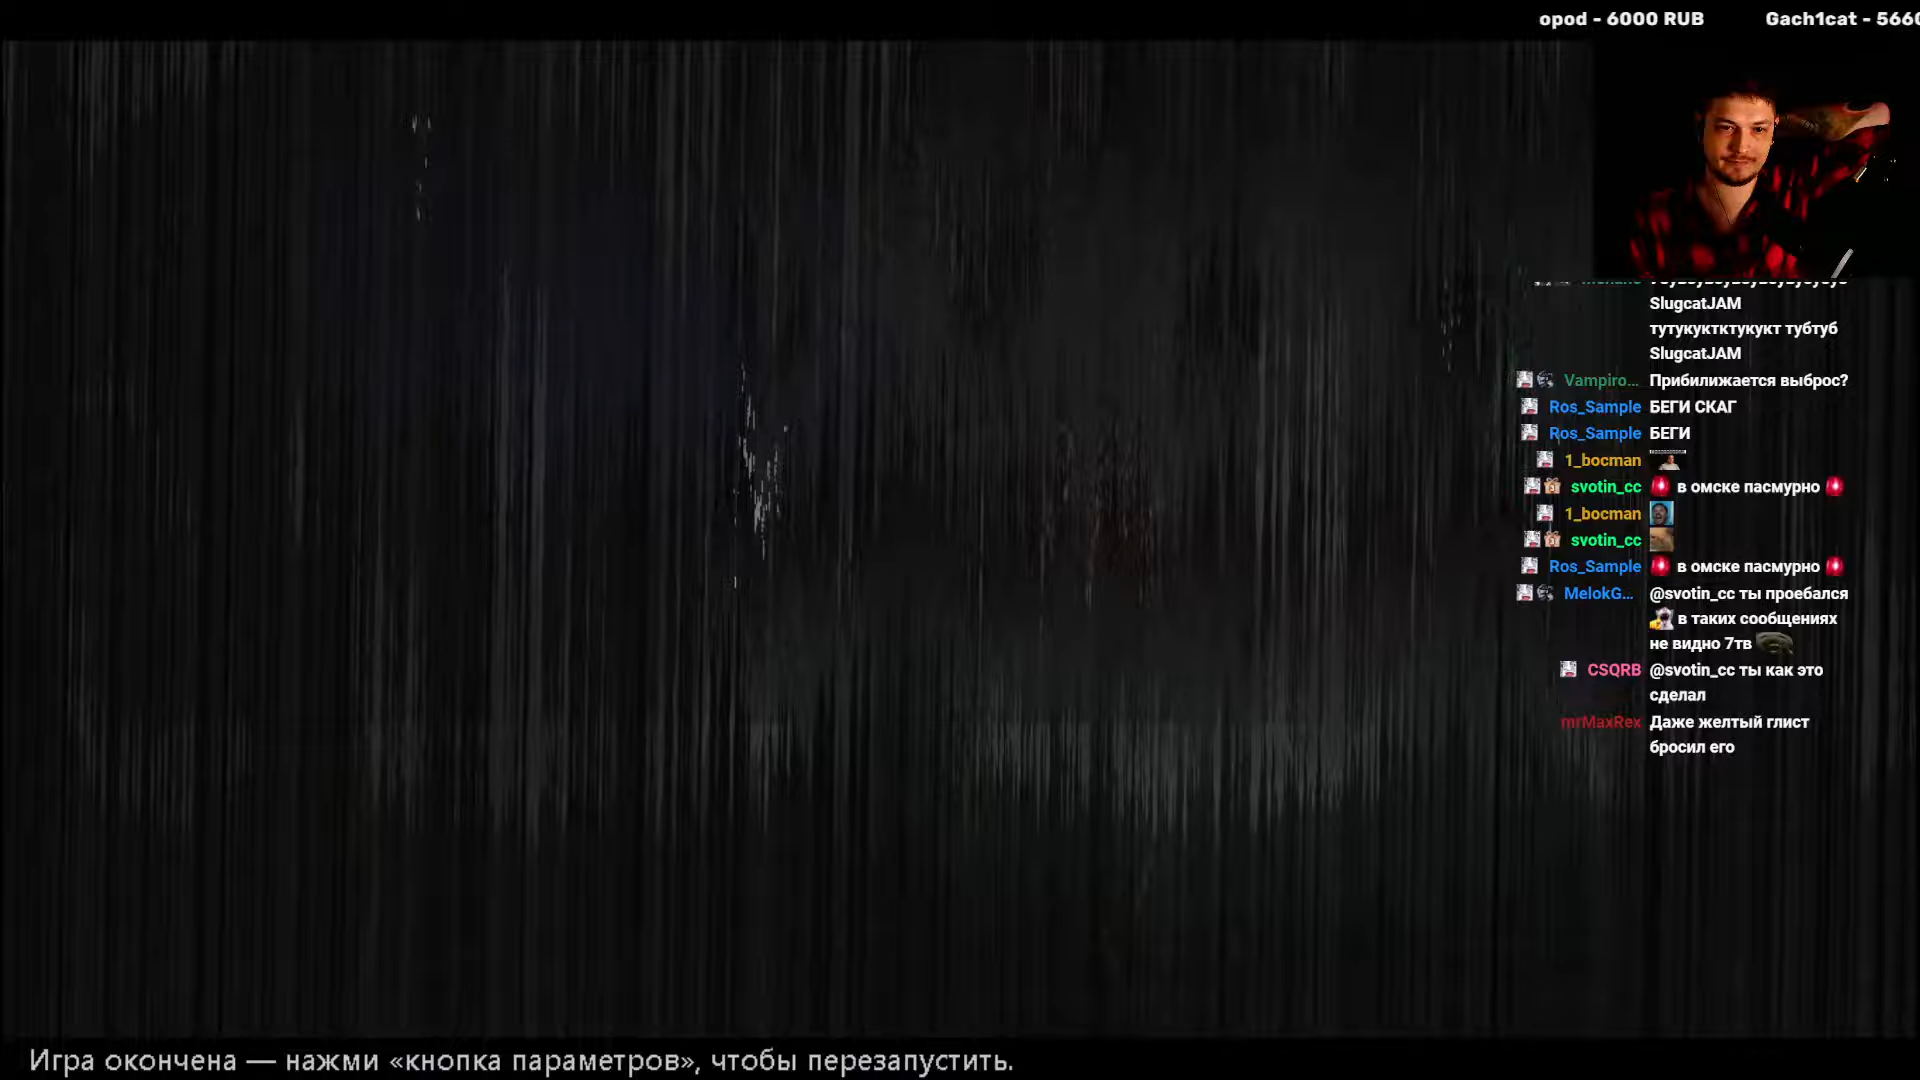 opod - 6000 RUB Gach1cat - 5660
SlugcatJAM
тутукуктктукукт тубтуб
SlugcatJAM
Vampiro... Прибилижается выброс?
Ros_Sample БЕГИ СКАГ
Ros_Sample БЕГИ
1_bocman
svotin_cc в омске пасмурно
1_bocman
svotin_cc
Ros_Sample в омске пасмурно
MelokG... @svotin_cc ты проебался
в таких сообщениях
не видно 7тв
CSQRB @svotin_cc ты как это
сделал
mrMaxRex Даже желтый глист
бросил его
Игра окончена — нажми «кнопка параметров», чтобы перезапустить.